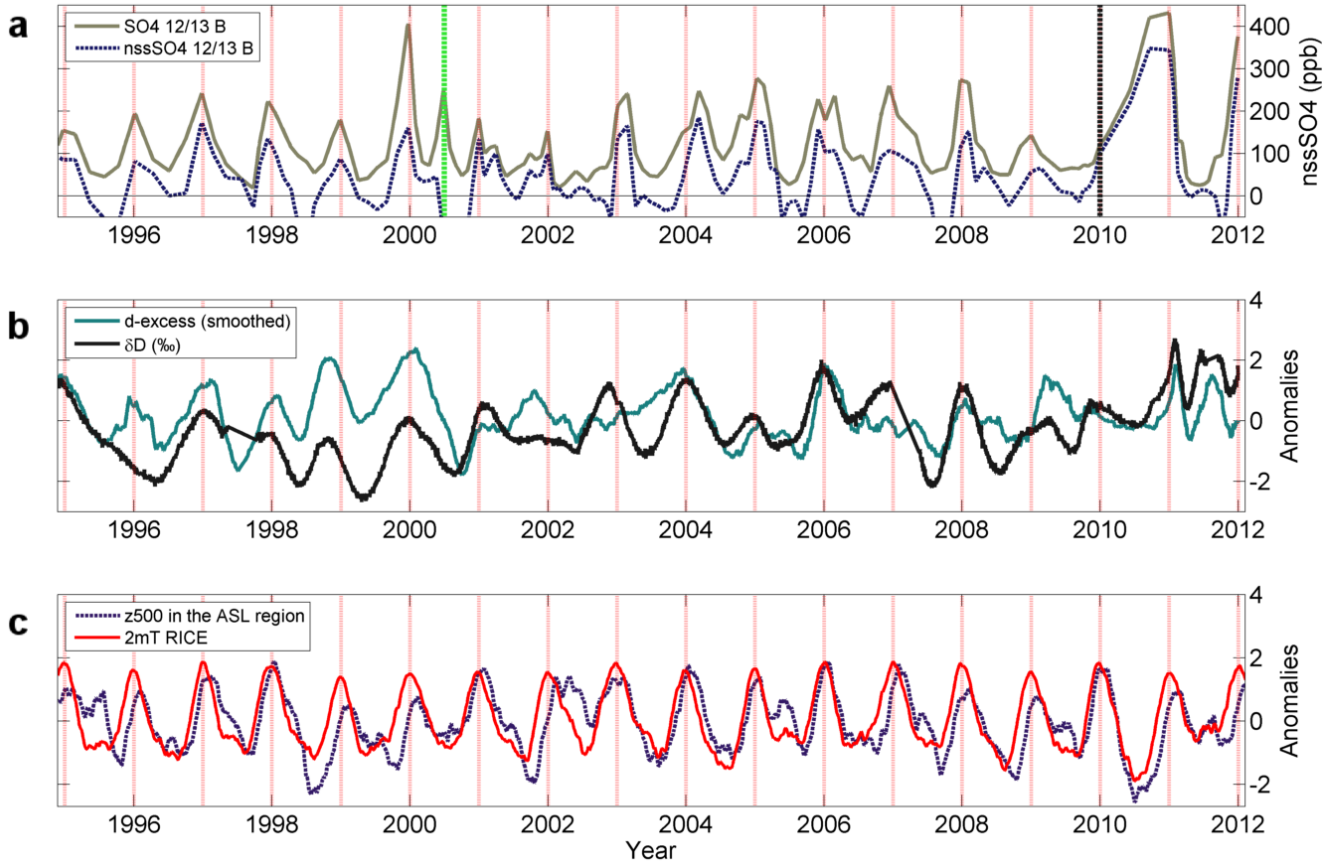 a
SO4 12/13 B
nssSO4 12/13 B
400
300
200
100
0
nssSO4 (ppb)
1996 1998 2000 2002 2004 2006 2008 2010 2012
b
d-excess (smoothed)
δD (‰)
4
2
0
-2
Anomalies
1996 1998 2000 2002 2004 2006 2008 2010 2012
c
z500 in the ASL region
2mT RICE
4
2
0
-2
Anomalies
1996 1998 2000 2002 2004 2006 2008 2010 2012
Year